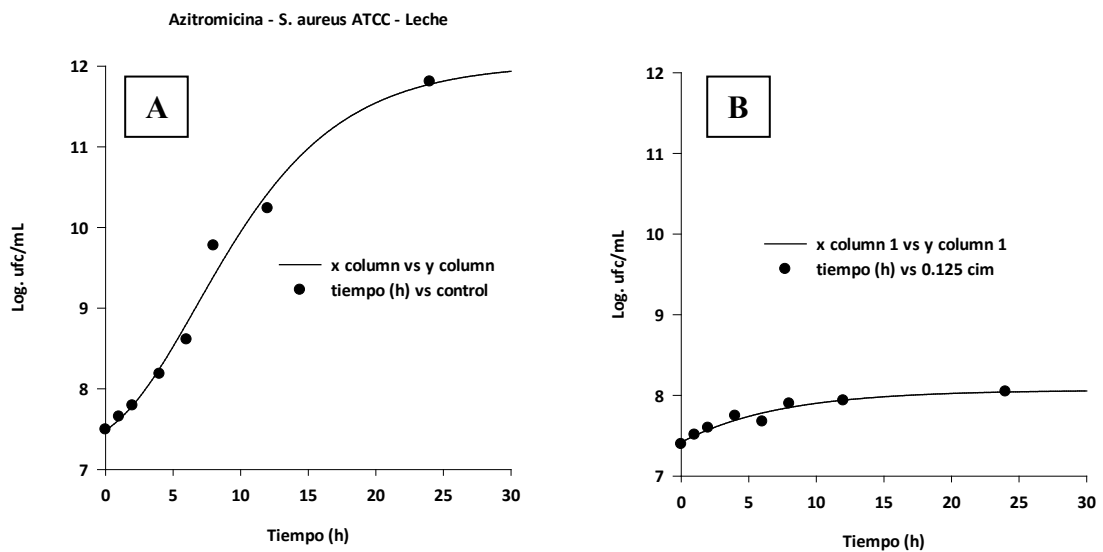 Azitromicina - S. aureus ATCC - Leche
A
Log. ufc/mL
12
11
10
9
8
7
x column vs y column
tiempo (h) vs control
0 5 10 15 20 25 30
Tiempo (h)
B
Log. ufc/mL
12
11
10
9
8
7
x column 1 vs y column 1
tiempo (h) vs 0.125 cim
0 5 10 15 20 25 30
Tiempo (h)